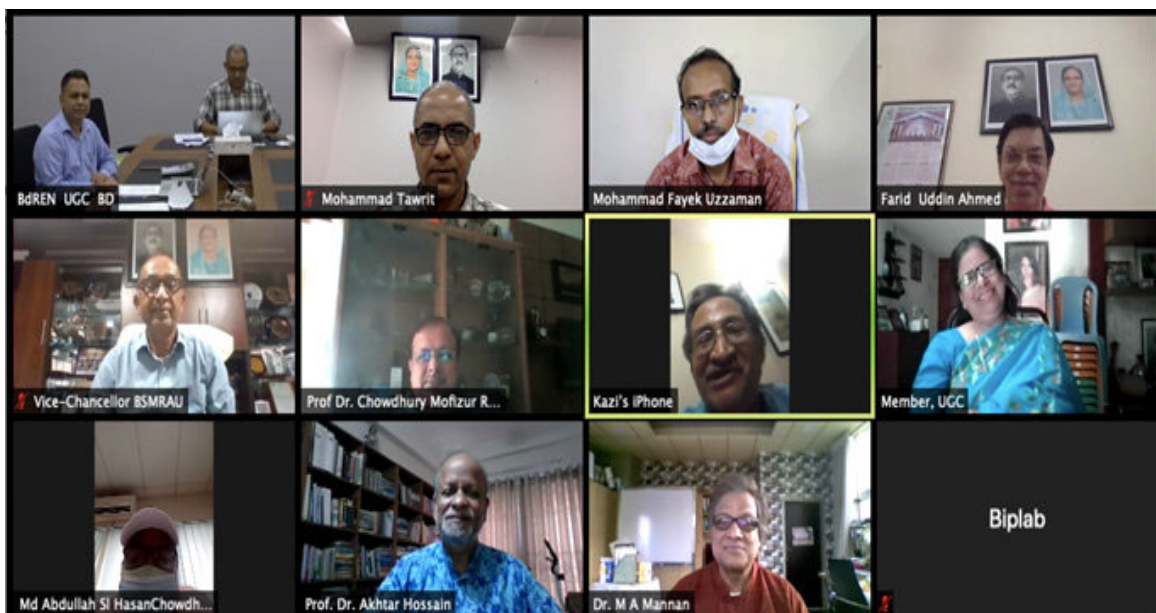 BdREN UGC BD
Mohammad Tawrit
Mohammad Fayek Uzzaman
Farid Uddin Ahmed
Vice-Chancellor BSMRAU
Prof Dr. Chowdhury Mofizur R...
Kazi's iPhone
Member, UGC
Md Abdullah Sl HasanChowdh...
Prof. Dr. Akhtar Hossain
Dr. M A Mannan
Biplab